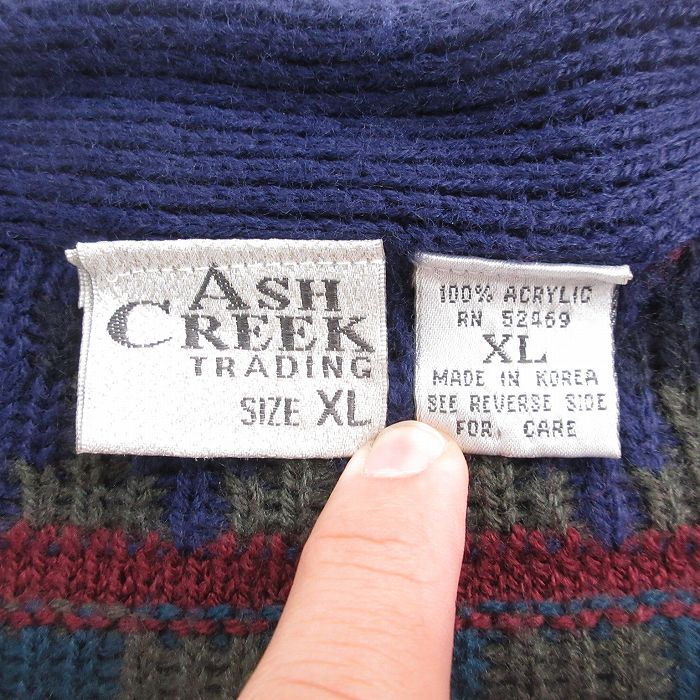 ASH
CREEK
TRADING
SIZE XL
100% ACRYLIC
RN 52469
XL
MADE IN KOREA
SEE REVERSE SIDE
FOR, CARE